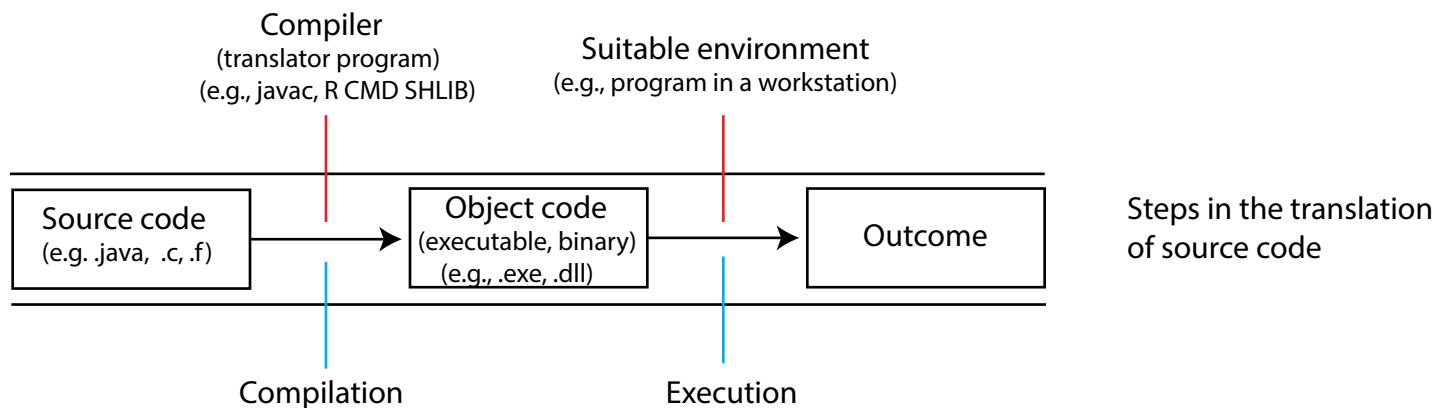 Compiler
(translator program)
(e.g., javac, R CMD SHLIB)
Suitable environment
(e.g., program in a workstation)
Source code
(e.g. .java, .c, .f)
Object code
(executable, binary)
(e.g., .exe, .dll)
Outcome
Steps in the translation
of source code
Compilation
Execution